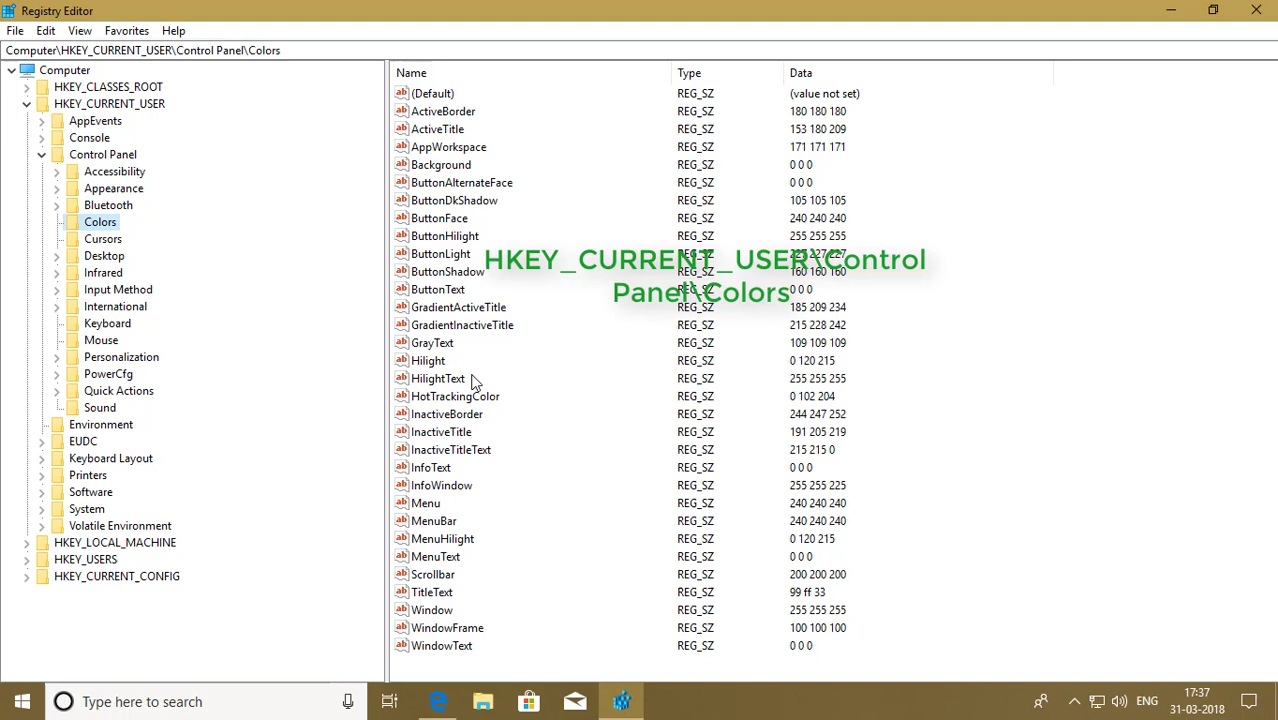 Registry Editor
File Edit View Favorites Help
Computer\HKEY_CURRENT_USER\Control Panel\Colors
Computer
HKEY_CLASSES_ROOT
HKEY_CURRENT_USER
AppEvents
Console
Control Panel
Accessibility
Appearance
Bluetooth
Colors
Cursors
Desktop
Infrared
Input Method
International
Keyboard
Mouse
Personalization
PowerCfg
Quick Actions
Sound
Environment
EUDC
Keyboard Layout
Printers
Software
System
Volatile Environment
HKEY_LOCAL_MACHINE
HKEY_USERS
HKEY_CURRENT_CONFIG
Name Type Data
(Default) REG_SZ (value not set)
ActiveBorder REG_SZ 180 180 180
ActiveTitle REG_SZ 153 180 209
AppWorkspace REG_SZ 171 171 171
Background REG_SZ 0 0 0
ButtonAlternateFace REG_SZ 0 0 0
ButtonDkShadow REG_SZ 105 105 105
ButtonFace REG_SZ 240 240 240
ButtonHilight REG_SZ 255 255 255
ButtonLight REG_SZ 227 227 227
ButtonShadow REG_SZ 160 160 160
ButtonText REG_SZ 0 0 0
GradientActiveTitle REG_SZ 185 209 234
GradientInactiveTitle REG_SZ 215 228 242
GrayText REG_SZ 109 109 109
Hilight REG_SZ 0 120 215
HilightText REG_SZ 255 255 255
HotTrackingColor REG_SZ 0 102 204
InactiveBorder REG_SZ 244 247 252
InactiveTitle REG_SZ 191 205 219
InactiveTitleText REG_SZ 215 215 0
InfoText REG_SZ 0 0 0
InfoWindow REG_SZ 255 255 225
Menu REG_SZ 240 240 240
MenuBar REG_SZ 240 240 240
MenuHilight REG_SZ 0 120 215
MenuText REG_SZ 0 0 0
Scrollbar REG_SZ 200 200 200
TitleText REG_SZ 99 ff 33
Window REG_SZ 255 255 255
WindowFrame REG_SZ 100 100 100
WindowText REG_SZ 0 0 0
HKEY_CURRENT_USER\Control
Panel\Colors
Type here to search
ENG
17:37
31-03-2018